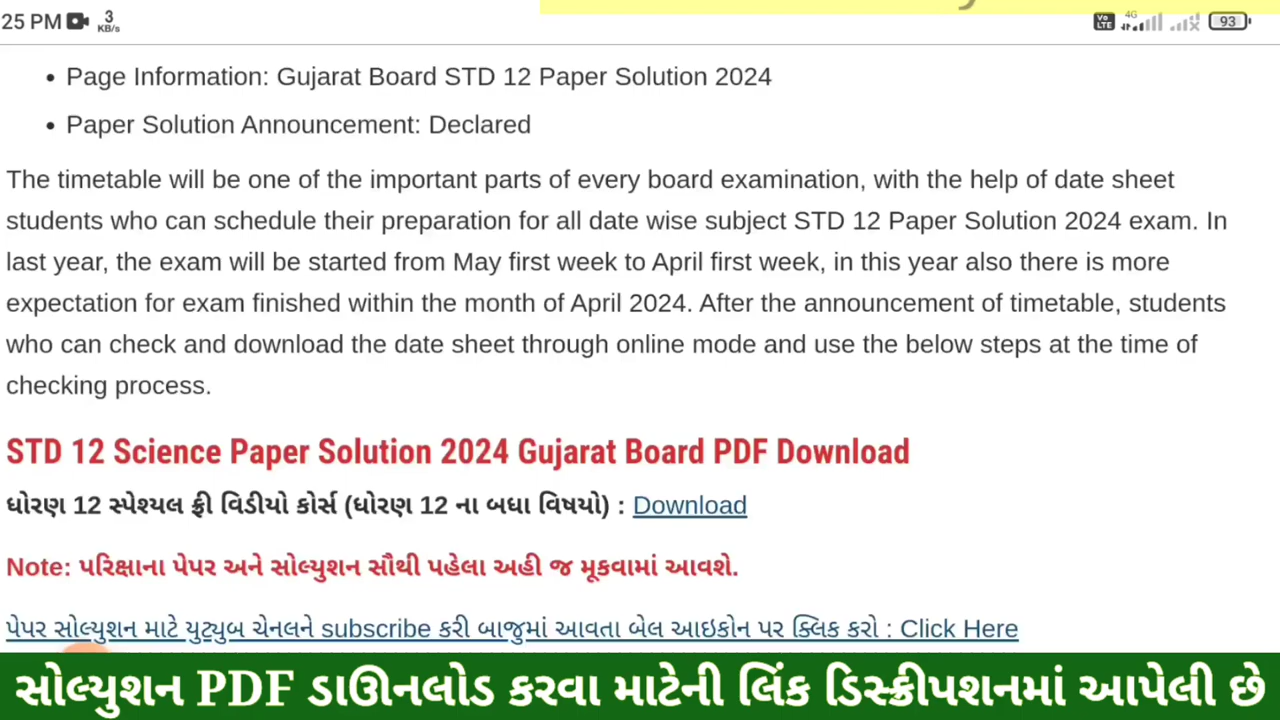 25 PM 3 KB/s Vo LTE 4G 93
• Page Information: Gujarat Board STD 12 Paper Solution 2024
• Paper Solution Announcement: Declared
The timetable will be one of the important parts of every board examination, with the help of date sheet
students who can schedule their preparation for all date wise subject STD 12 Paper Solution 2024 exam. In
last year, the exam will be started from May first week to April first week, in this year also there is more
expectation for exam finished within the month of April 2024. After the announcement of timetable, students
who can check and download the date sheet through online mode and use the below steps at the time of
checking process.
STD 12 Science Paper Solution 2024 Gujarat Board PDF Download
ધોરણ 12 સ્પેશ્યલ ફ્રી વિડીયો કોર્સ (ધોરણ 12 ના બધા વિષયો) : Download
Note: પરિક્ષાના પેપર અને સોલ્યુશન સૌથી પહેલા અહી જ મૂકવામાં આવશે.
પેપર સોલ્યુશન માટે યુટ્યુબ ચેનલને subscribe કરી બાજુમાં આવતા બેલ આઇકોન પર ક્લિક કરો : Click Here
સોલ્યુશન PDF ડાઊનલોડ કરવા માટેની લિંક ડિસ્ક્રીપશનમાં આપેલી છે